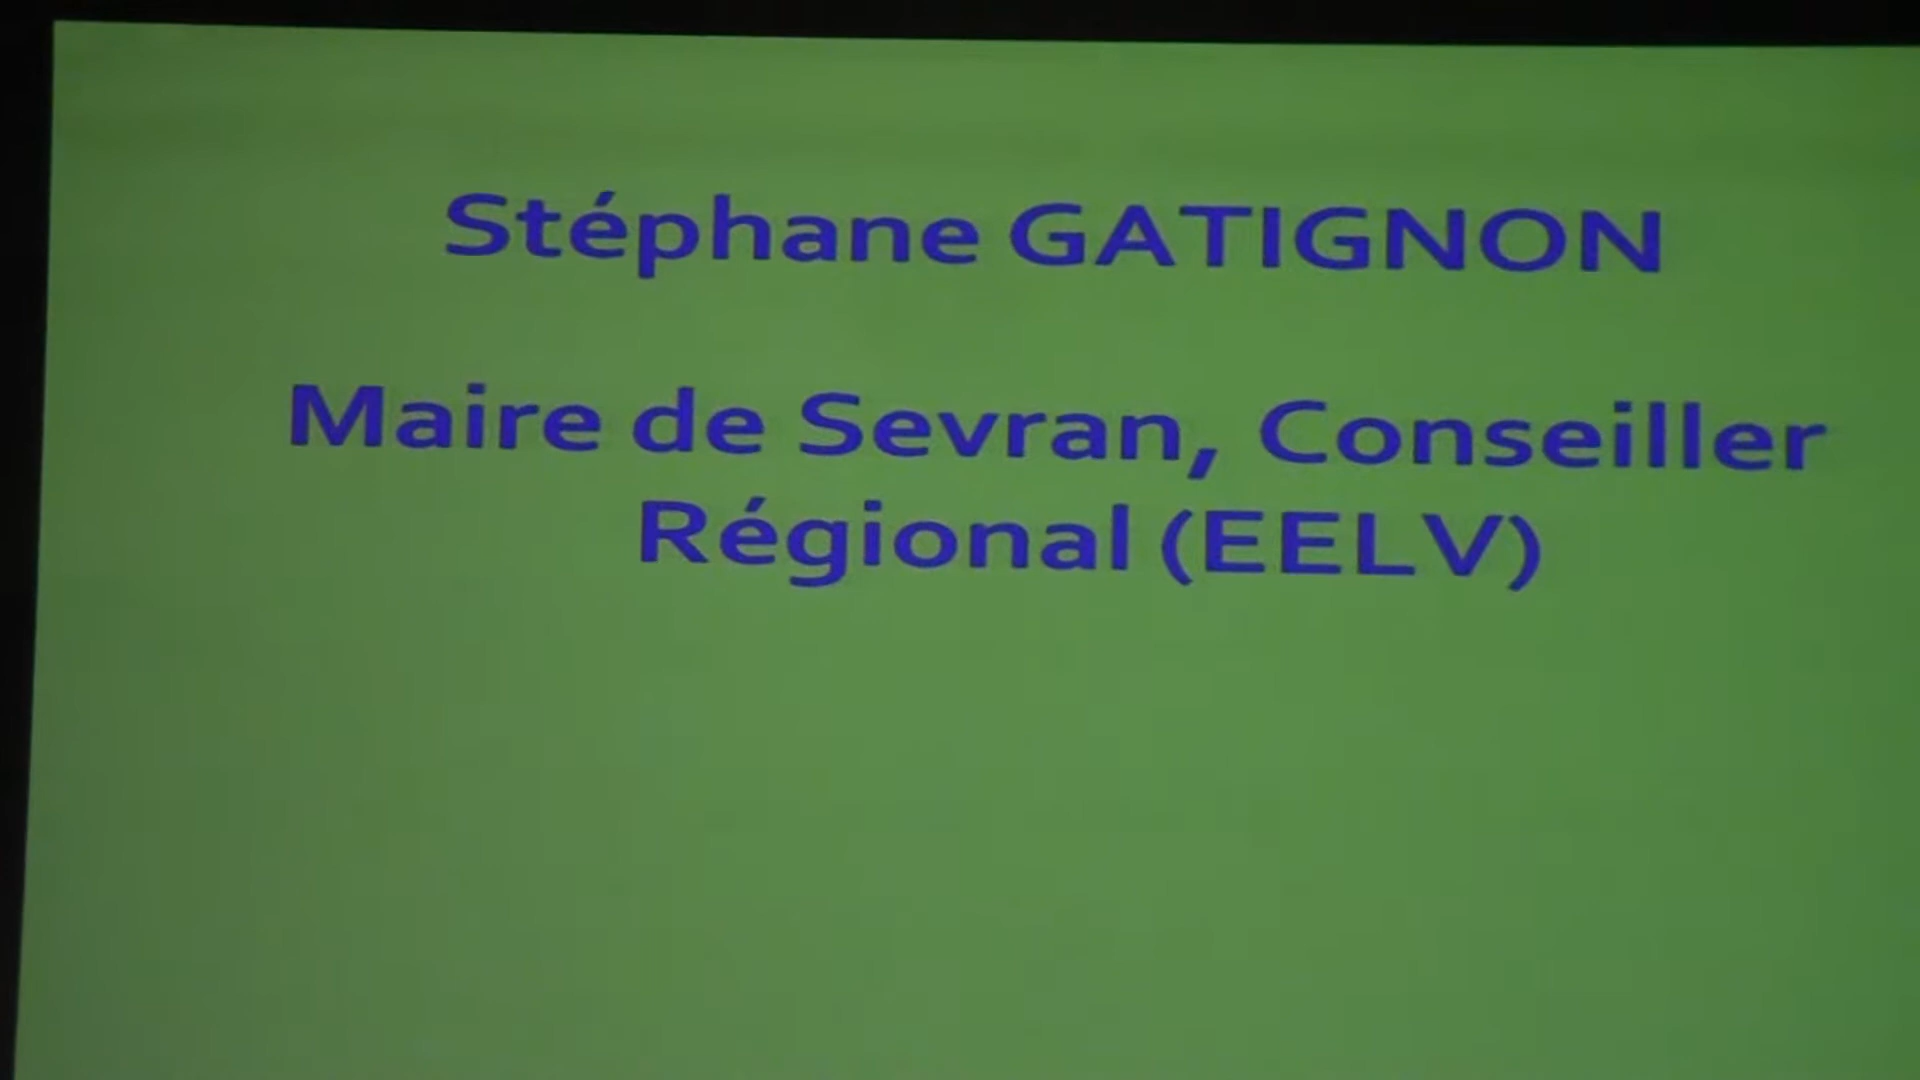 Stéphane GATIGNON
Maire de Sevran, Conseiller
Régional (EELV)